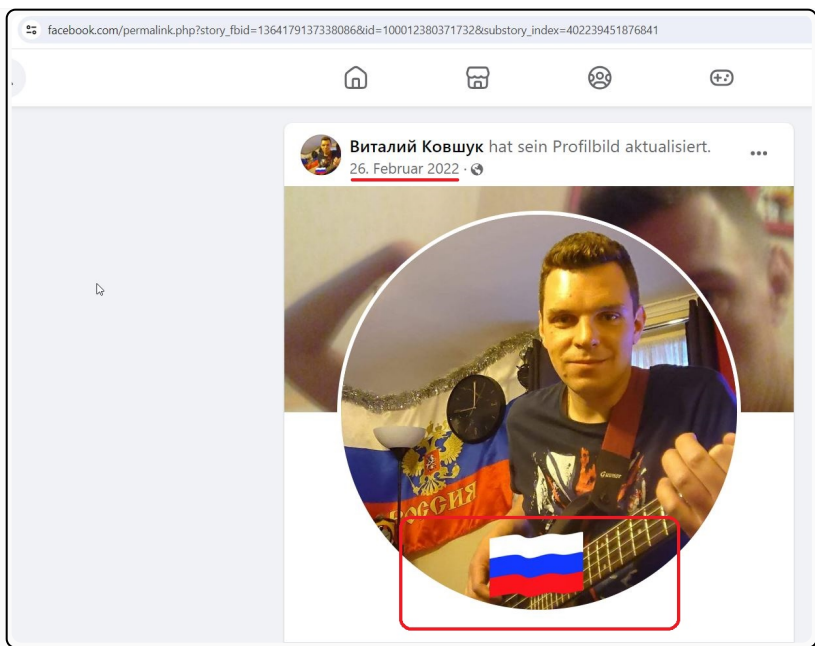 facebook.com/permalink.php?story_fbid=1364179137338086&id=100012380371732&substory_index=402239451876841
Виталий Ковшук hat sein Profilbild aktualisiert.
26. Februar 2022
РОССИЯ